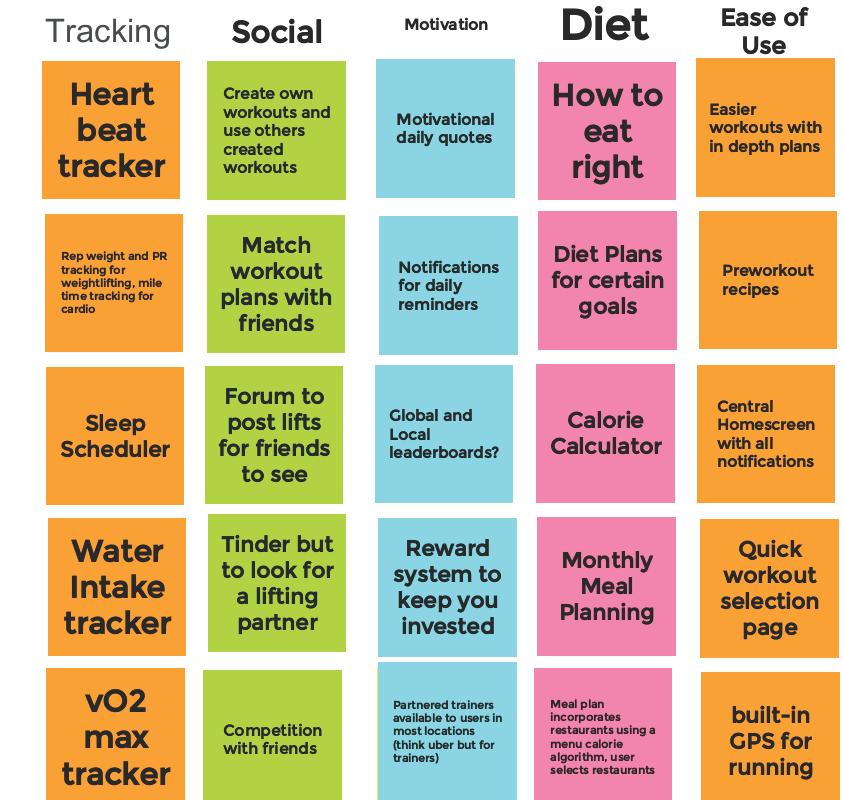 Tracking
Social
Motivation
Diet
Ease of
Use
Heart
beat
tracker
Create own
workouts and
use others
created
workouts
Motivational
daily quotes
How to
eat
right
Easier
workouts with
in depth plans
Rep weight and PR
tracking for
weightlifting, mile
time tracking for
cardio
Match
workout
plans with
friends
Notifications
for daily
reminders
Diet Plans
for certain
goals
Preworkout
recipes
Sleep
Scheduler
Forum to
post lifts
for friends
to see
Global and
Local
leaderboards?
Calorie
Calculator
Central
Homescreen
with all
notifications
Water
Intake
tracker
Tinder but
to look for
a lifting
partner
Reward
system to
keep you
invested
Monthly
Meal
Planning
Quick
workout
selection
page
vO2
max
tracker
Competition
with friends
Partnered trainers
available to users in
most locations
(think uber but for
trainers)
Meal plan
incorporates
restaurants using a
menu calorie
algorithm, user
selects restaurants
built-in
GPS for
running